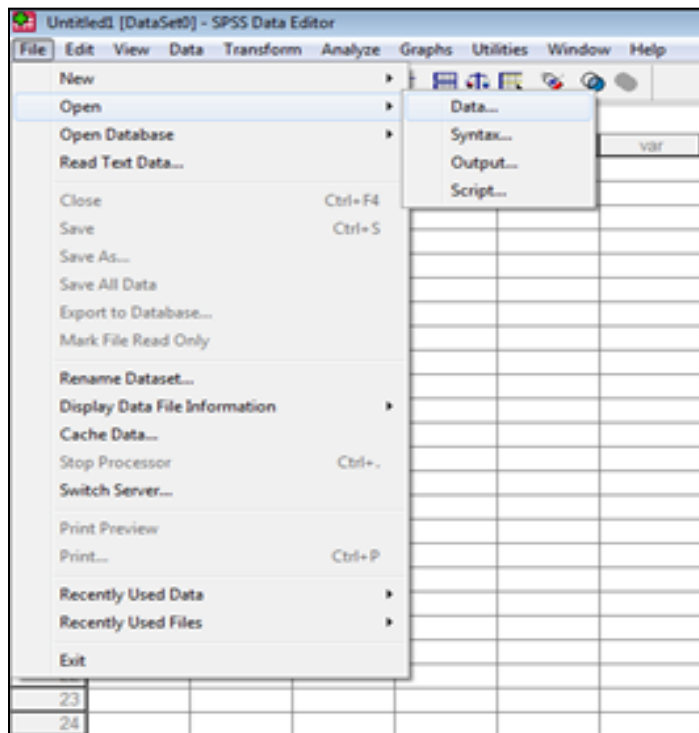 Untitled1 [DataSet0] - SPSS Data Editor
File Edit View Data Transform Analyze Graphs Utilities Window Help
New
Open
Open Database
Read Text Data...
Close Ctrl+F4
Save Ctrl+S
Save As...
Save All Data
Export to Database...
Mark File Read Only
Rename Dataset...
Display Data File Information
Cache Data...
Stop Processor Ctrl+.
Switch Server...
Print Preview
Print... Ctrl+P
Recently Used Data
Recently Used Files
Exit
Data...
Syntax...
Output...
Script...
var
23
24